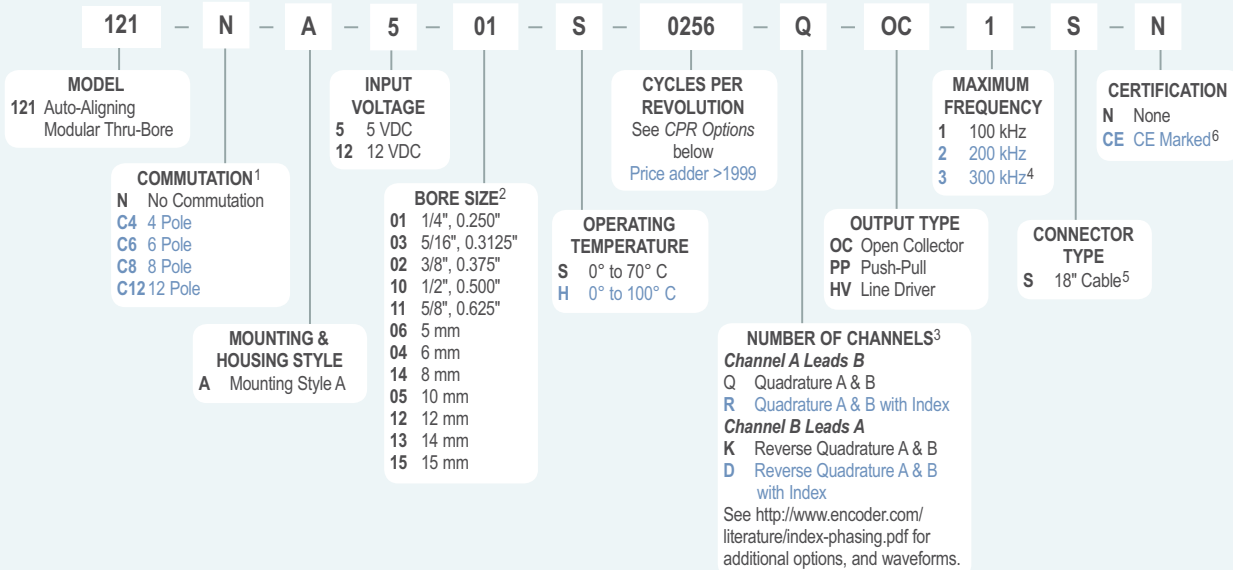 121 – N – A – 5 – 01 – S – 0256 – Q – OC – 1 – S – N
MODEL
121 Auto-Aligning
Modular Thru-Bore
COMMUTATION1
N No Commutation
C4 4 Pole
C6 6 Pole
C8 8 Pole
C12 12 Pole
MOUNTING &
HOUSING STYLE
A Mounting Style A
INPUT
VOLTAGE
5 5 VDC
12 12 VDC
BORE SIZE2
01 1/4", 0.250"
03 5/16", 0.3125"
02 3/8", 0.375"
10 1/2", 0.500"
11 5/8", 0.625"
06 5 mm
04 6 mm
14 8 mm
05 10 mm
12 12 mm
13 14 mm
15 15 mm
OPERATING
TEMPERATURE
S 0° to 70° C
H 0° to 100° C
CYCLES PER
REVOLUTION
See CPR Options
below
Price adder >1999
NUMBER OF CHANNELS3
Channel A Leads B
Q Quadrature A & B
R Quadrature A & B with Index
Channel B Leads A
K Reverse Quadrature A & B
D Reverse Quadrature A & B
with Index
See http://www.encoder.com/
literature/index-phasing.pdf for
additional options, and waveforms.
OUTPUT TYPE
OC Open Collector
PP Push-Pull
HV Line Driver
MAXIMUM
FREQUENCY
1 100 kHz
2 200 kHz
3 300 kHz4
CONNECTOR
TYPE
S 18" Cable5
CERTIFICATION
N None
CE CE Marked6